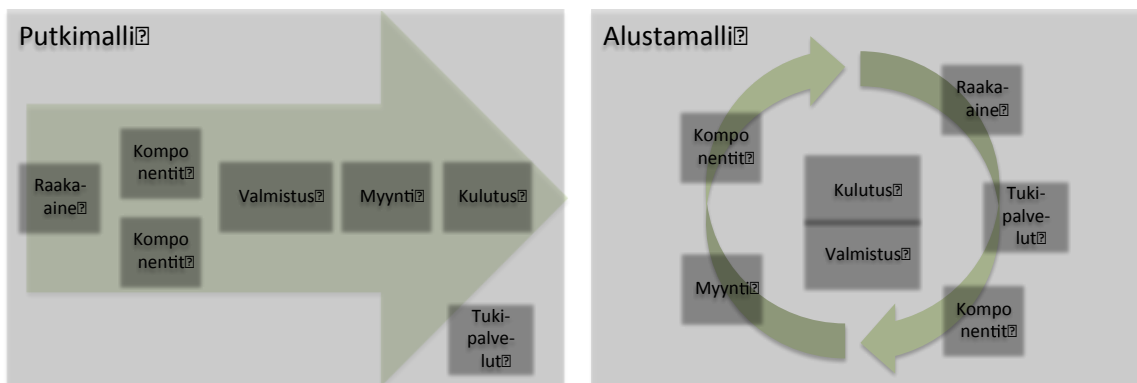 Putkimalli
Raaka-
aine
Kompo
nentit
Kompo
nentit
Valmistus
Myynti
Kulutus
Tuki-
palve-
lut
Alustamalli
Raaka-
aine
Kompo
nentit
Kulutus
Valmistus
Tuki-
palve-
lut
Myynti
Kompo
nentit